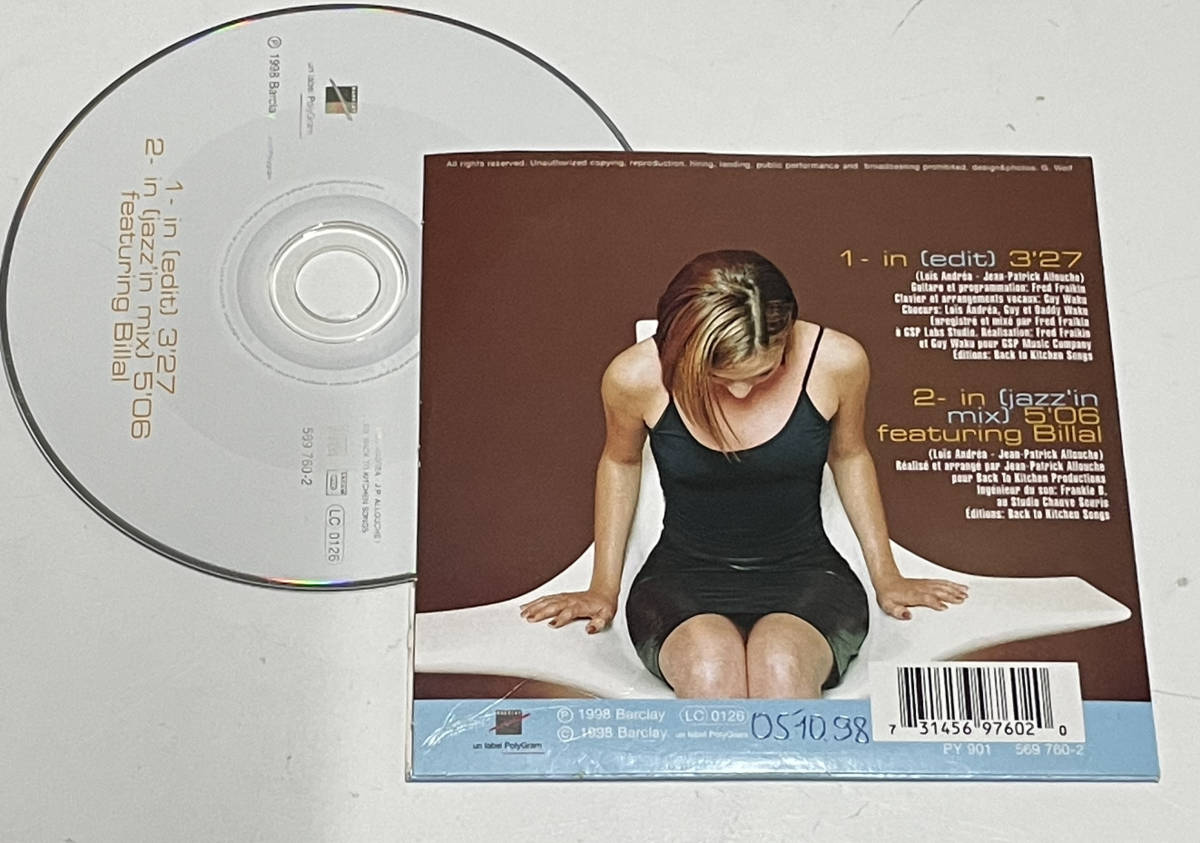 ℗ 1998 Barclay
un label PolyGram
1- in (edit) 3'27
2- in (jazz'in mix) 5'06
featuring Billal
569 760-2
LC 0126
All rights reserved. Unauthorized copying, reproduction, hiring, lending, public performance and broadcasting prohibited. design&photos: G. Wolf
1- in (edit) 3'27
(Loïs Andréa - Jean-Patrick Allouche)
Guitare et programmation: Fred Fraikin
Clavier et arrangements vocaux: Guy Waku
Choeurs: Loïs Andréa, Guy et Daddy Waku
Enregistré et mixé par Fred Fraikin
à GSP Labs Studio. Réalisation: Fred Fraikin
et Guy Waku pour GSP Music Company
Éditions: Back to Kitchen Songs
2- in (jazz'in
mix) 5'06
featuring Billal
(Loïs Andréa - Jean-Patrick Allouche)
Réalisé et arrangé par Jean-Patrick Allouche
pour Back To Kitchen Productions
Ingénieur du son: Frankie B.
au Studio Chauve Souris
Éditions: Back to Kitchen Songs
BARCLAY
un label PolyGram
℗ 1998 Barclay LC 0126
© 1998 Barclay. un label PolyGram
05 10.98
7 31456 97602 0
PY 901 569 760-2